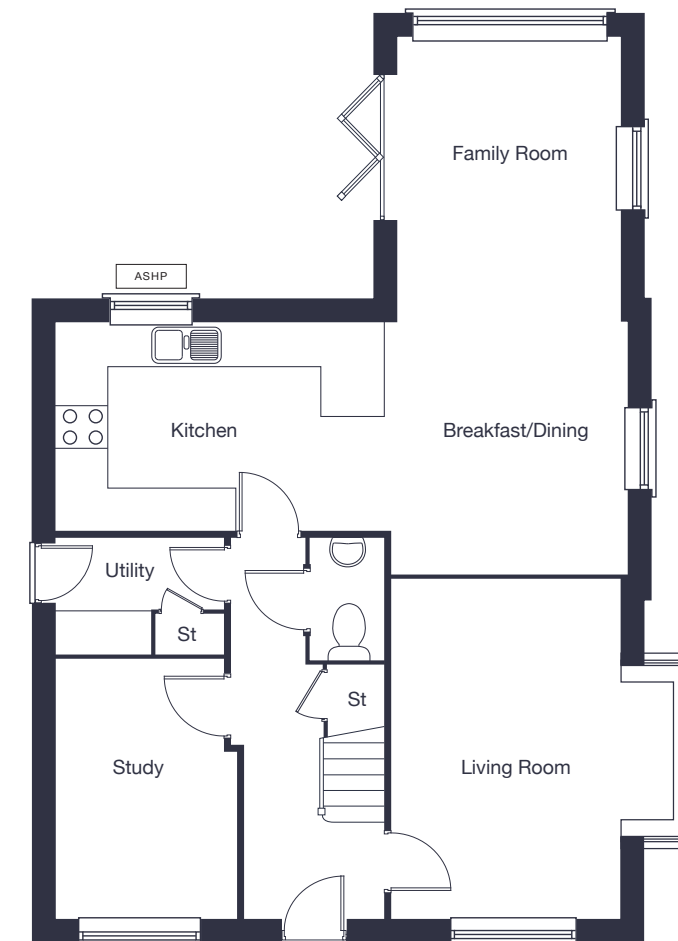 Family Room
ASHP
Kitchen
Breakfast/Dining
Utility
St
St
Study
Living Room